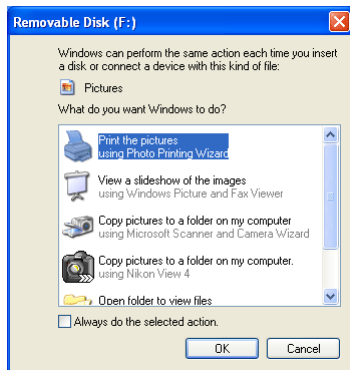 Removable Disk (F:)
Windows can perform the same action each time you insert
a disk or connect a device with this kind of file:
Pictures
What do you want Windows to do?
Print the pictures
using Photo Printing Wizard
View a slideshow of the images
using Windows Picture and Fax Viewer
Copy pictures to a folder on my computer
using Microsoft Scanner and Camera Wizard
Copy pictures to a folder on my computer.
using Nikon View 4
Open folder to view files
Always do the selected action.
OK
Cancel